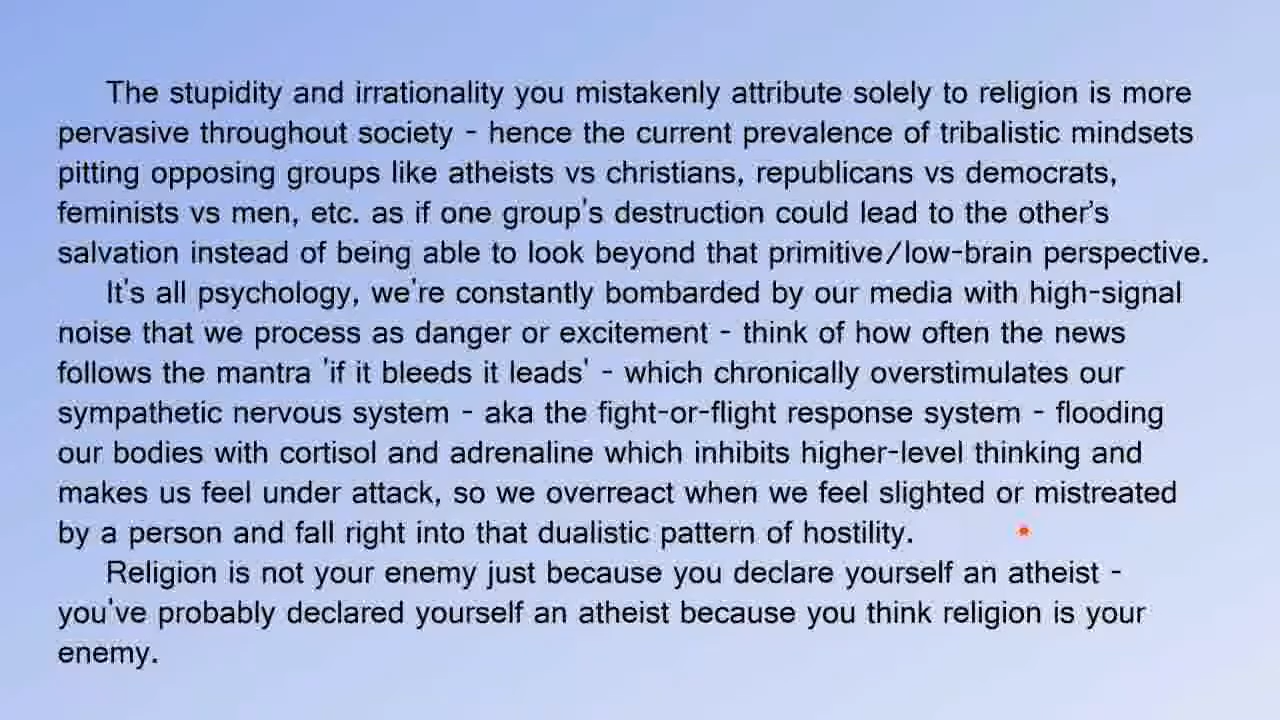 The stupidity and irrationality you mistakenly attribute solely to religion is more
pervasive throughout society - hence the current prevalence of tribalistic mindsets
pitting opposing groups like atheists vs christians, republicans vs democrats,
feminists vs men, etc. as if one group's destruction could lead to the other's
salvation instead of being able to look beyond that primitive/low-brain perspective.
It's all psychology, we're constantly bombarded by our media with high-signal
noise that we process as danger or excitement - think of how often the news
follows the mantra 'if it bleeds it leads' - which chronically overstimulates our
sympathetic nervous system - aka the fight-or-flight response system - flooding
our bodies with cortisol and adrenaline which inhibits higher-level thinking and
makes us feel under attack, so we overreact when we feel slighted or mistreated
by a person and fall right into that dualistic pattern of hostility.
Religion is not your enemy just because you declare yourself an atheist -
you've probably declared yourself an atheist because you think religion is your
enemy.